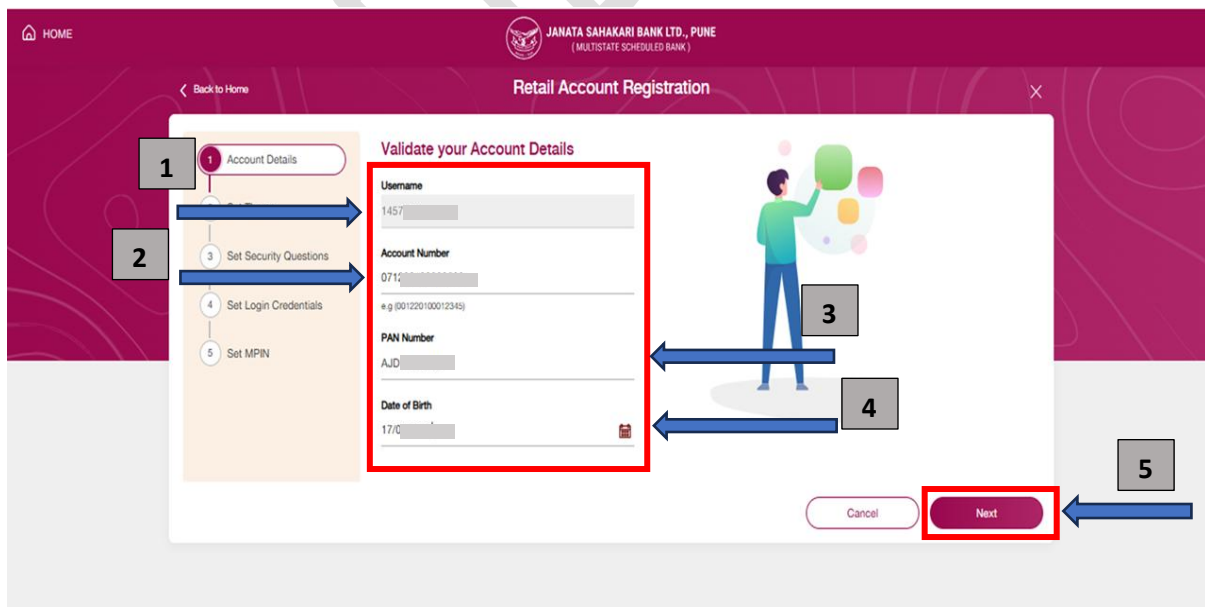 HOME
JANATA SAHAKARI BANK LTD., PUNE
( MULTISTATE SCHEDULED BANK )
Back to Home
Retail Account Registration
1
1 Account Details
3 Set Security Questions
4 Set Login Credentials
5 Set MPIN
2
Validate your Account Details
Username
1457
Account Number
0712
e.g (001220100012345)
PAN Number
AJD
Date of Birth
17/0
3
4
5
Cancel
Next